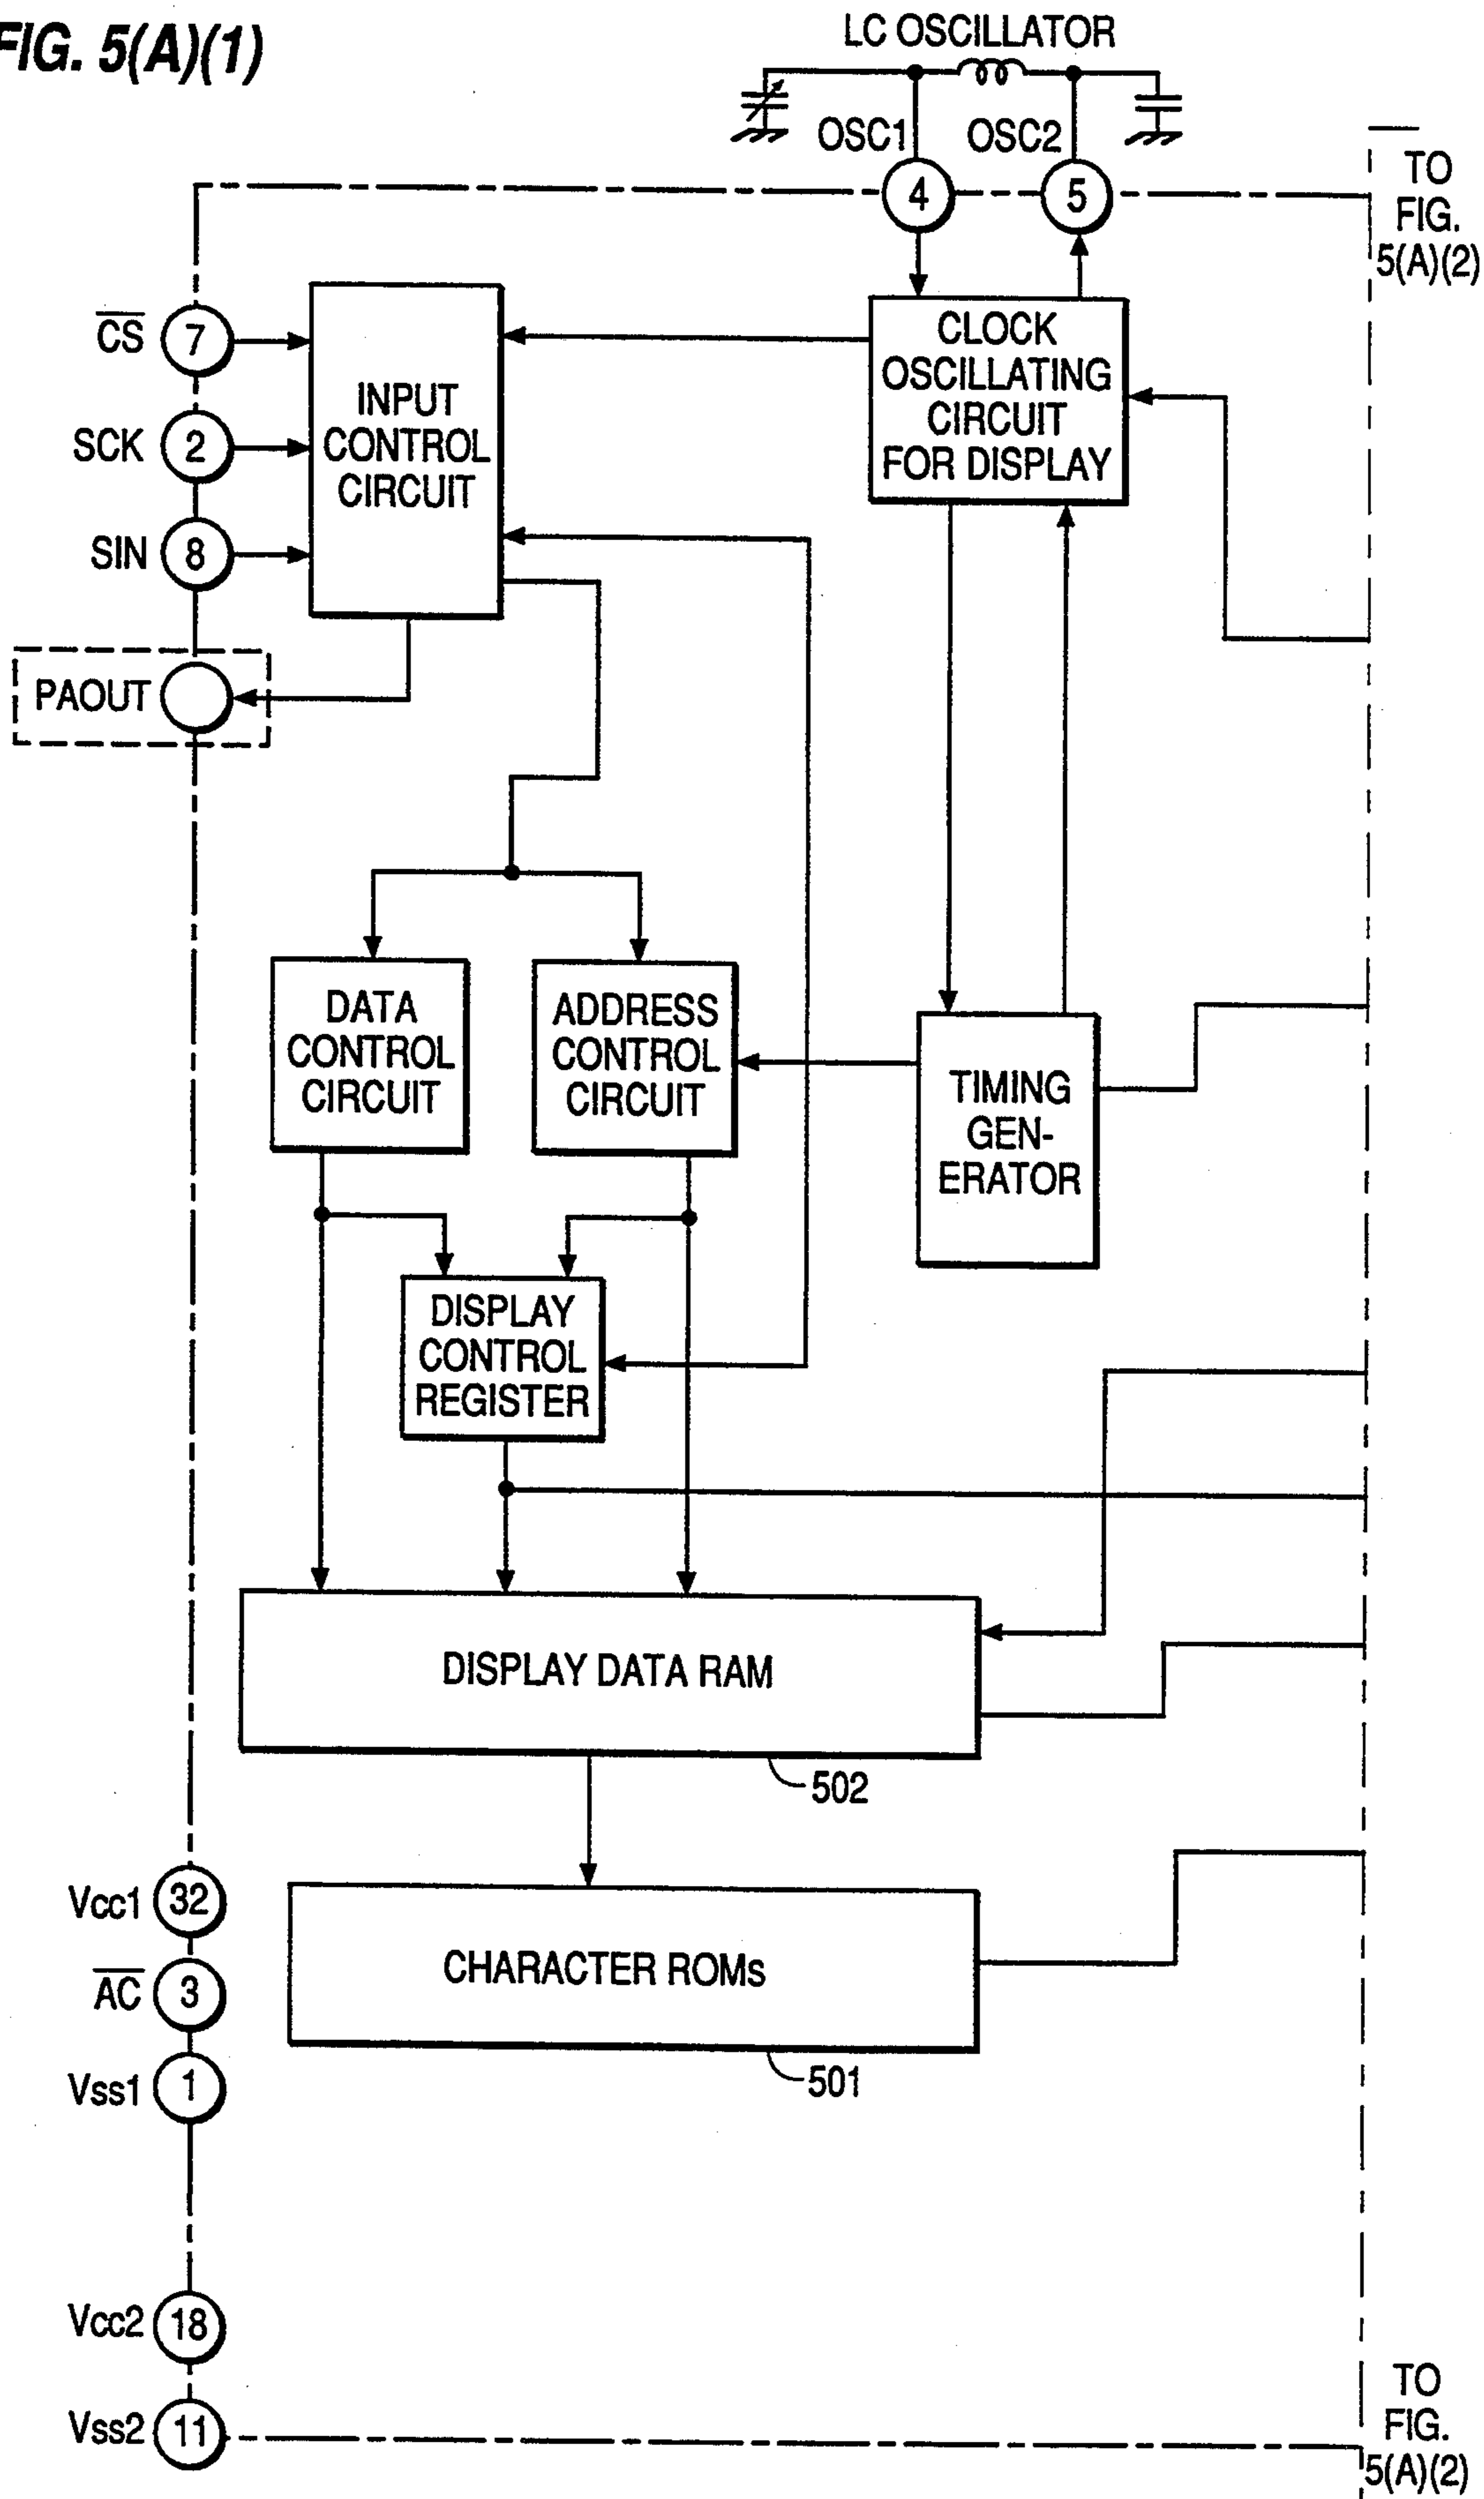 FIG. 5(A)(1)
LC OSCILLATOR
OSC1
OSC2
4
5
TO
FIG.
5(A)(2)
CS
7
SCK
2
SIN
8
PAOUT
INPUT
CONTROL
CIRCUIT
CLOCK
OSCILLATING
CIRCUIT
FOR DISPLAY
DATA
CONTROL
CIRCUIT
ADDRESS
CONTROL
CIRCUIT
TIMING
GEN-
ERATOR
DISPLAY
CONTROL
REGISTER
DISPLAY DATA RAM
502
CHARACTER ROMs
501
Vcc1
32
AC
3
Vss1
1
Vcc2
18
Vss2
11
TO
FIG.
5(A)(2)